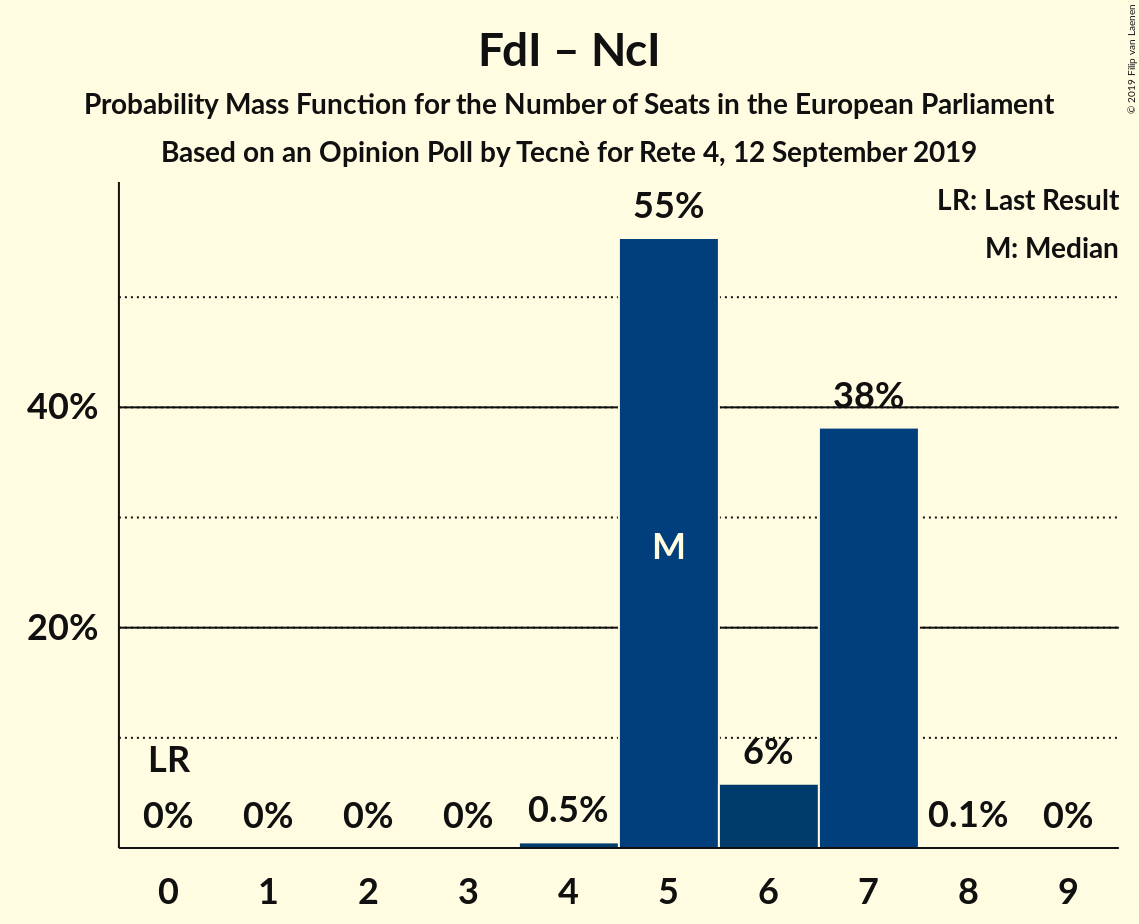 FdI – NcI
Probability Mass Function for the Number of Seats in the European Parliament
Based on an Opinion Poll by Tecnè for Rete 4, 12 September 2019
© 2019 Filip van Laenen
LR: Last Result
M: Median
55%
40%
38%
M
20%
LR
6%
0%
0%
0%
0%
0.5%
0.1%
0%
0 1 2 3 4 5 6 7 8 9